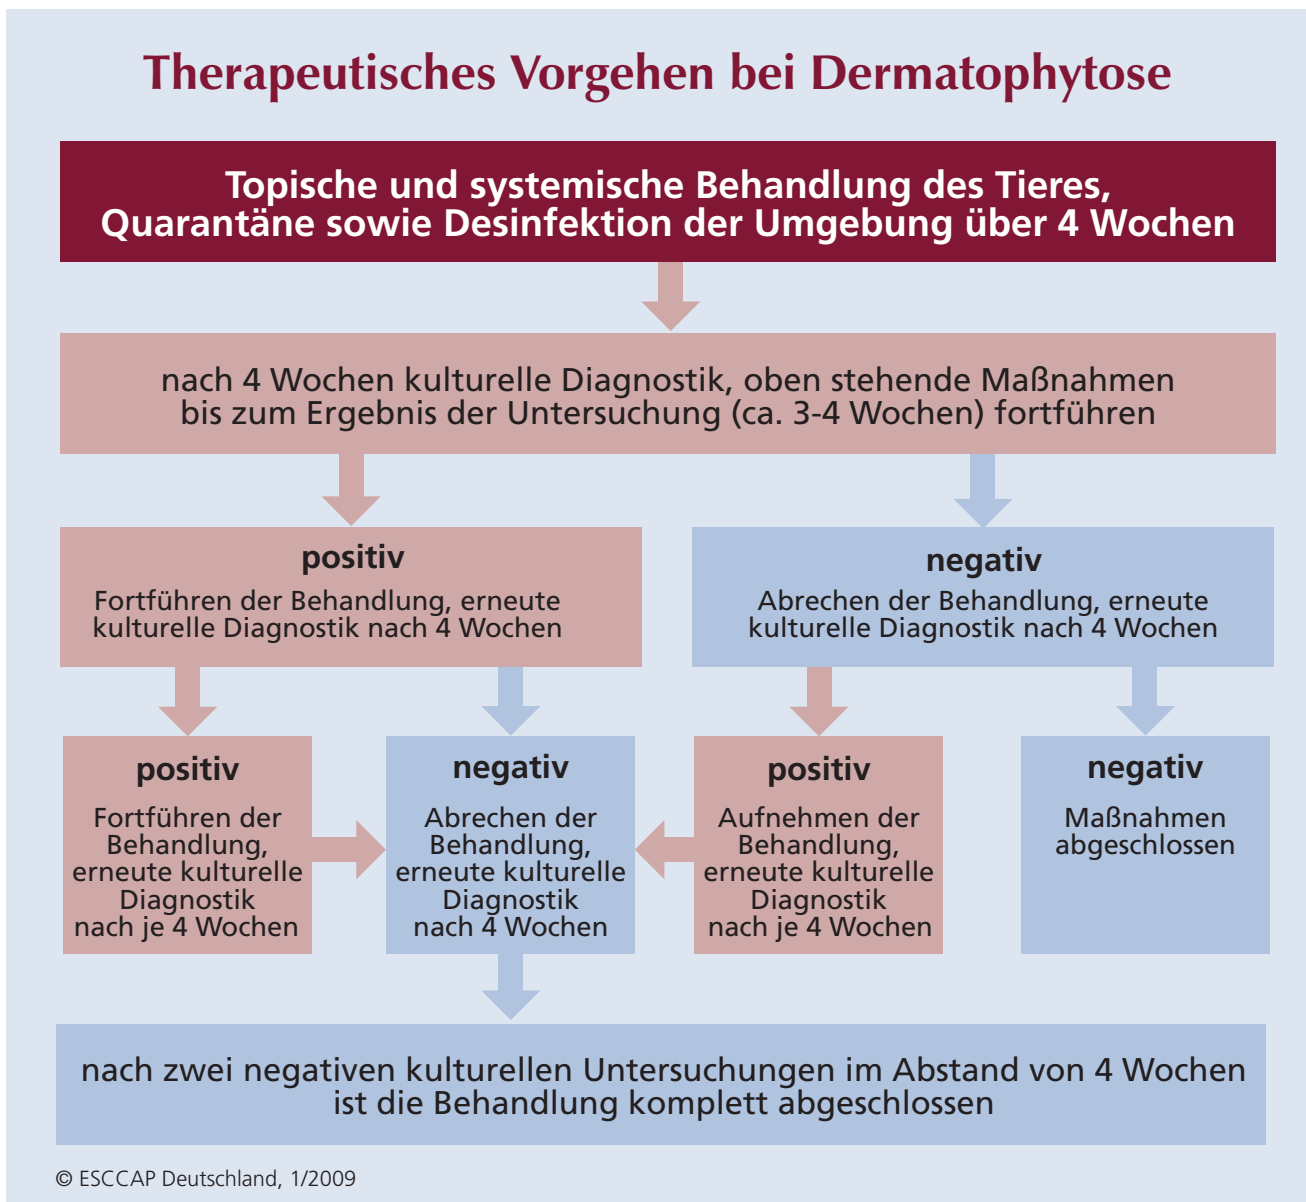 Therapeutisches Vorgehen bei Dermatophytose
Topische und systemische Behandlung des Tieres,
Quarantäne sowie Desinfektion der Umgebung über 4 Wochen
nach 4 Wochen kulturelle Diagnostik, oben stehende Maßnahmen
bis zum Ergebnis der Untersuchung (ca. 3-4 Wochen) fortführen
positiv
Fortführen der Behandlung, erneute
kulturelle Diagnostik nach 4 Wochen
negativ
Abrechen der Behandlung, erneute
kulturelle Diagnostik nach 4 Wochen
positiv
Fortführen der
Behandlung,
erneute kulturelle
Diagnostik
nach je 4 Wochen
negativ
Abrechen der
Behandlung,
erneute kulturelle
Diagnostik
nach 4 Wochen
positiv
Aufnehmen der
Behandlung,
erneute kulturelle
Diagnostik
nach je 4 Wochen
negativ
Maßnahmen
abgeschlossen
nach zwei negativen kulturellen Untersuchungen im Abstand von 4 Wochen
ist die Behandlung komplett abgeschlossen
© ESCCAP Deutschland, 1/2009